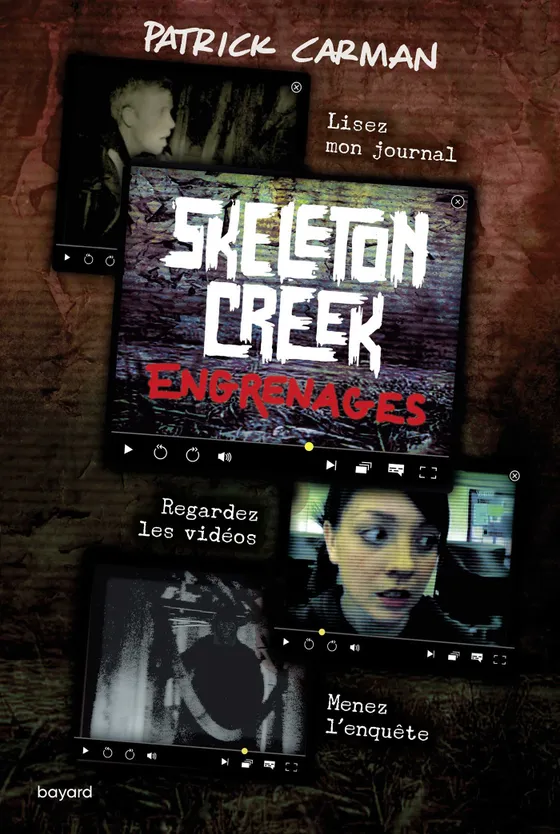 PATRICK CARMAN
Lisez
mon journal
SKELETON
CREEK
ENGRENAGES
Regardez
les vidéos
Menez
l'enquête
bayard